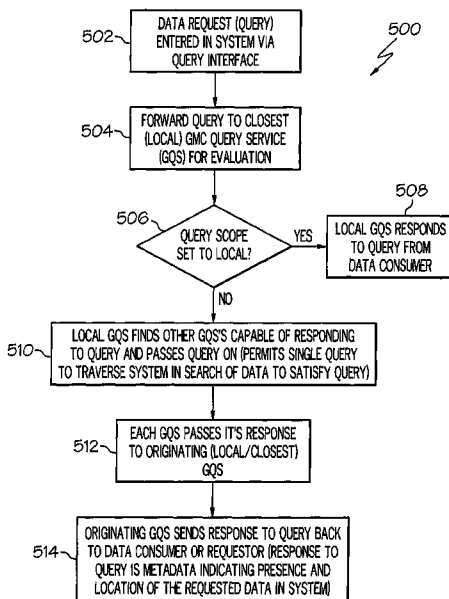 502
DATA REQUEST (QUERY)
ENTERED IN SYSTEM VIA
QUERY INTERFACE
500
504
FORWARD QUERY TO CLOSEST
(LOCAL) GMC QUERY SERVICE
(GQS) FOR EVALUATION
506
QUERY SCOPE
SET TO LOCAL?
YES
508
LOCAL GQS RESPONDS
TO QUERY FROM
DATA CONSUMER
NO
510
LOCAL GQS FINDS OTHER GQS'S CAPABLE OF RESPONDING
TO QUERY AND PASSES QUERY ON (PERMITS SINGLE QUERY
TO TRAVERSE SYSTEM IN SEARCH OF DATA TO SATISFY QUERY)
512
EACH GQS PASSES IT'S RESPONSE
TO ORIGINATING (LOCAL/CLOSEST)
GQS
514
ORIGINATING GQS SENDS RESPONSE TO QUERY BACK
TO DATA CONSUMER OR REQUESTOR (RESPONSE TO
QUERY IS METADATA INDICATING PRESENCE AND
LOCATION OF THE REQUESTED DATA IN SYSTEM)